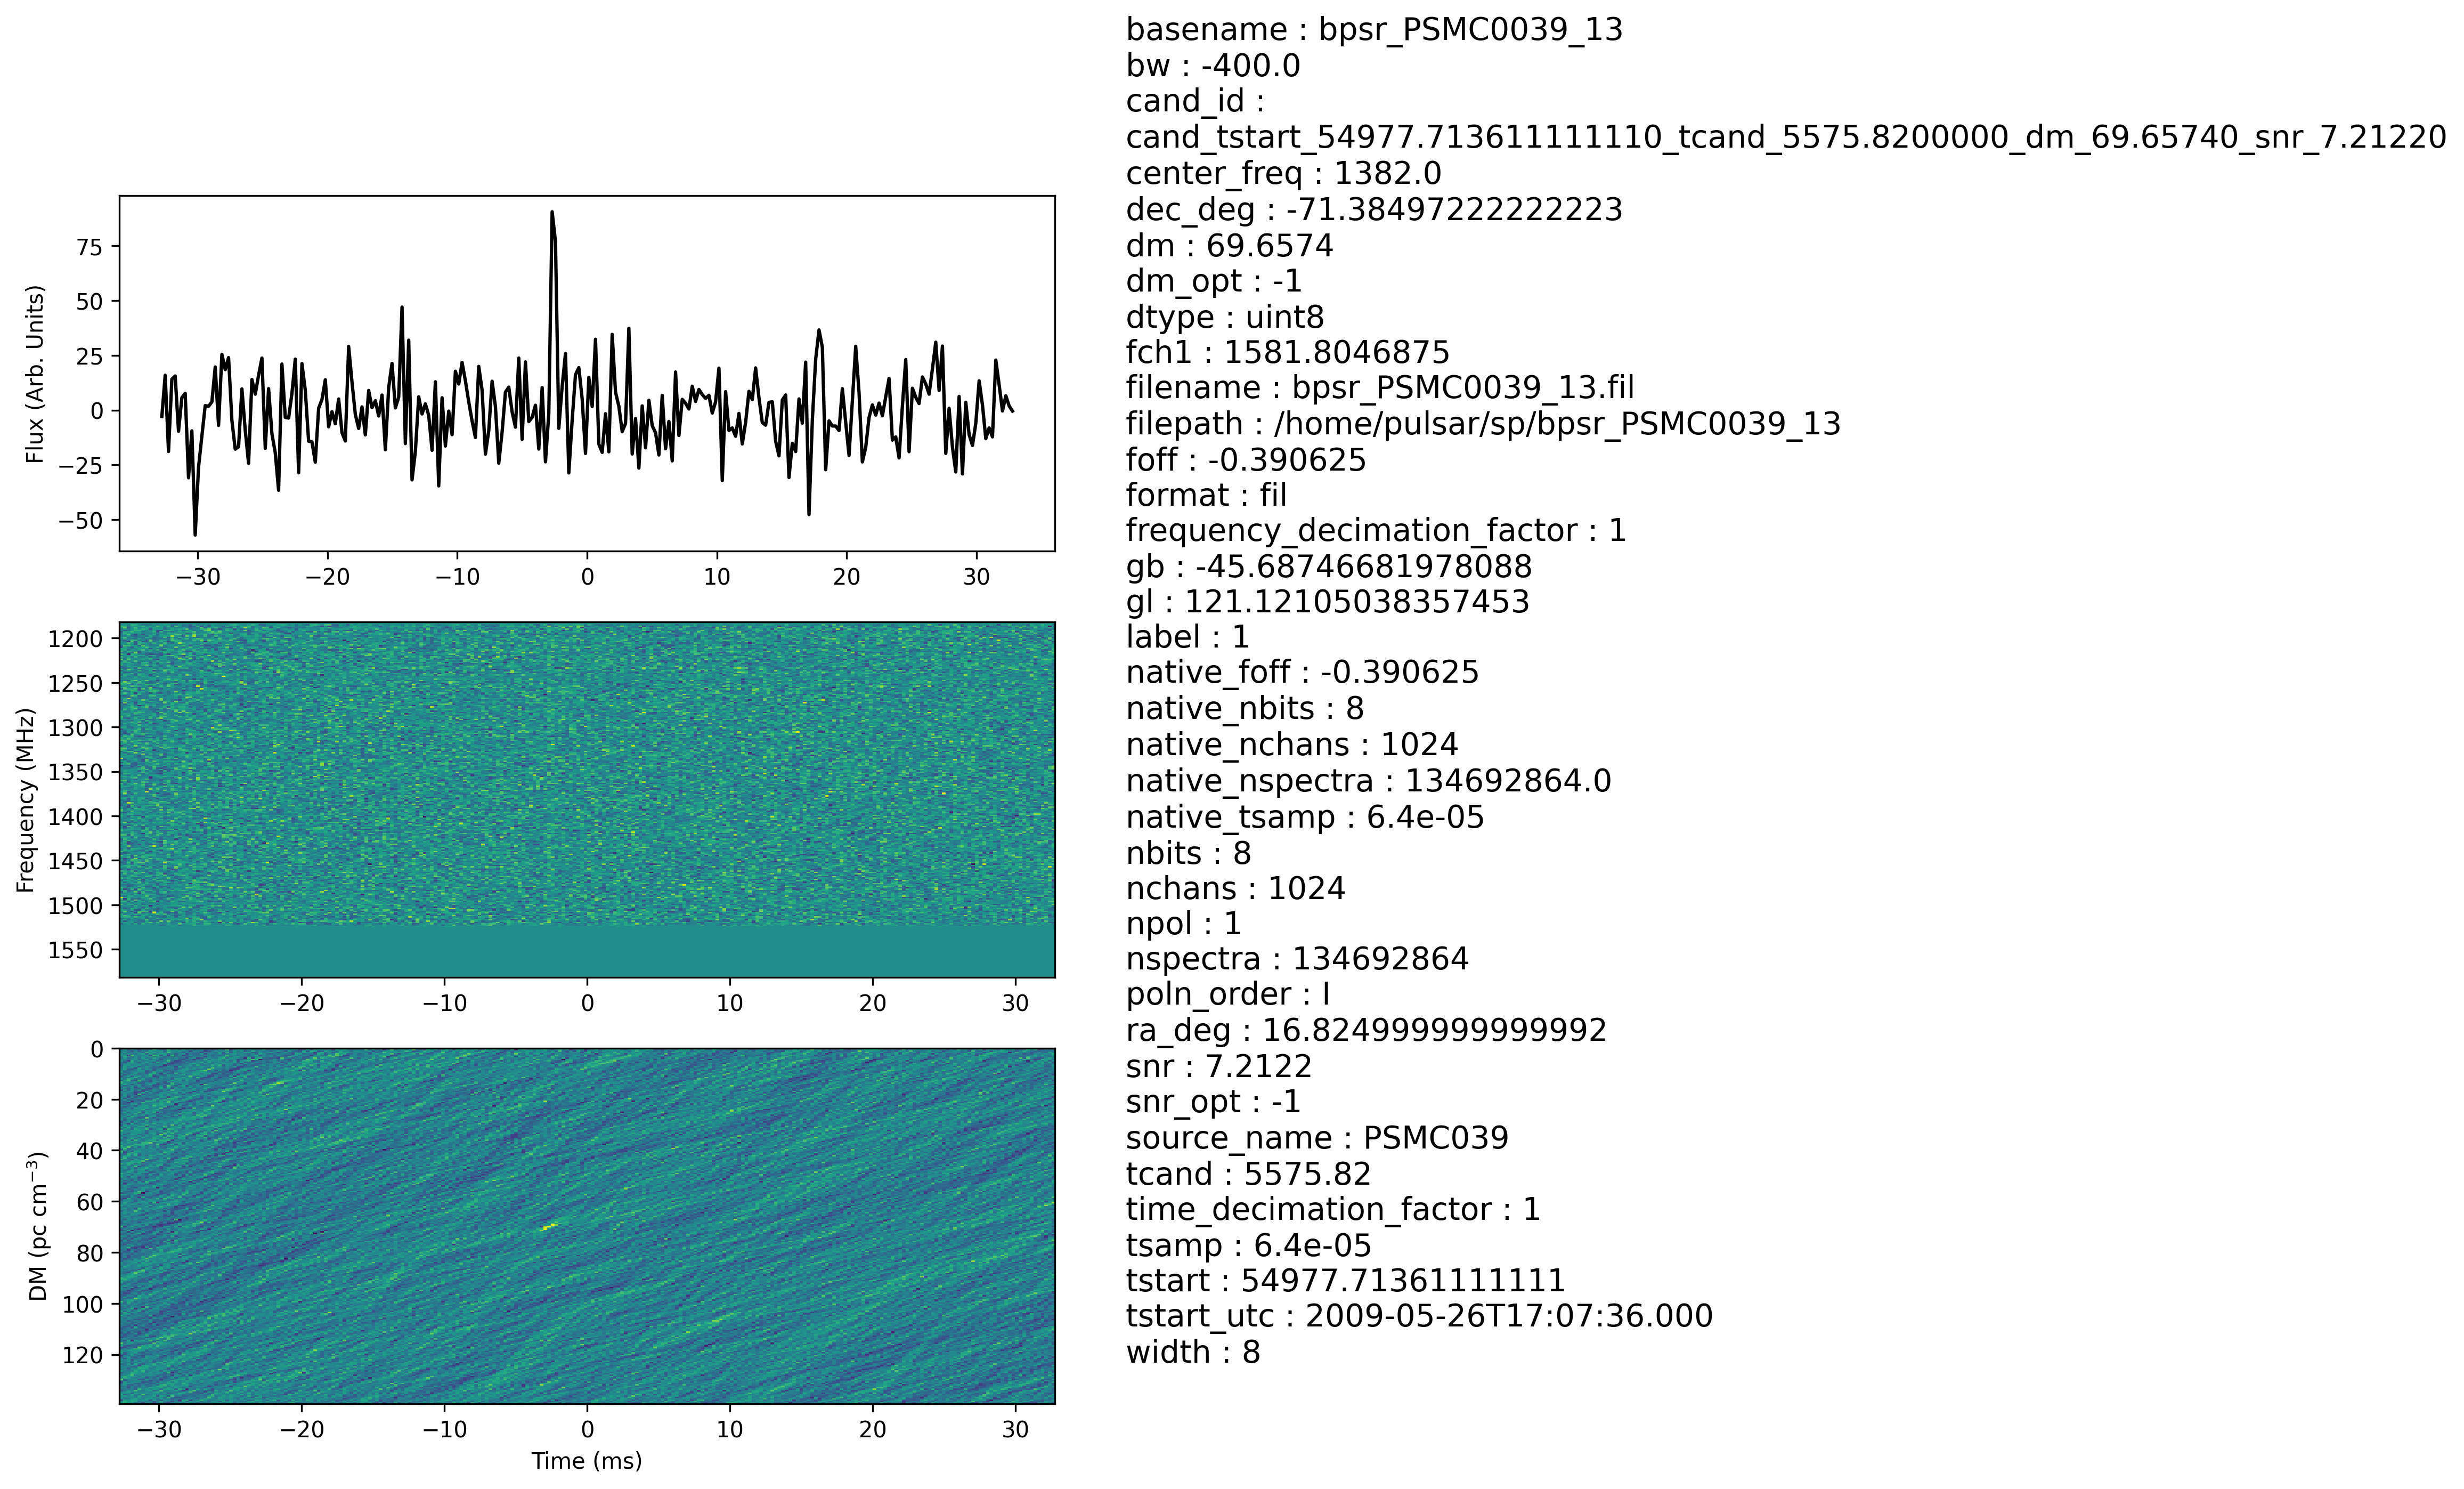 basename : bpsr_PSMC0039_13
bw : -400.0
cand_id :
cand_tstart_54977.713611111110_tcand_5575.8200000_dm_69.65740_snr_7.21220
center_freq : 1382.0
dec_deg : -71.38497222222223
dm : 69.6574
dm_opt : -1
dtype : uint8
fch1 : 1581.8046875
filename : bpsr_PSMC0039_13.fil
filepath : /home/pulsar/sp/bpsr_PSMC0039_13
foff : -0.390625
format : fil
frequency_decimation_factor : 1
gb : -45.68746681978088
gl : 121.12105038357453
label : 1
native_foff : -0.390625
native_nbits : 8
native_nchans : 1024
native_nspectra : 134692864.0
native_tsamp : 6.4e-05
nbits : 8
nchans : 1024
npol : 1
nspectra : 134692864
poln_order : I
ra_deg : 16.824999999999992
snr : 7.2122
snr_opt : -1
source_name : PSMC039
tcand : 5575.82
time_decimation_factor : 1
tsamp : 6.4e-05
tstart : 54977.71361111111
tstart_utc : 2009-05-26T17:07:36.000
width : 8
Flux (Arb. Units)
75
50
25
0
−25
−50
−30 −20 −10 0 10 20 30
Frequency (MHz)
1200
1250
1300
1350
1400
1450
1500
1550
−30 −20 −10 0 10 20 30
DM (pc cm⁻³)
0
20
40
60
80
100
120
−30 −20 −10 0 10 20 30
Time (ms)